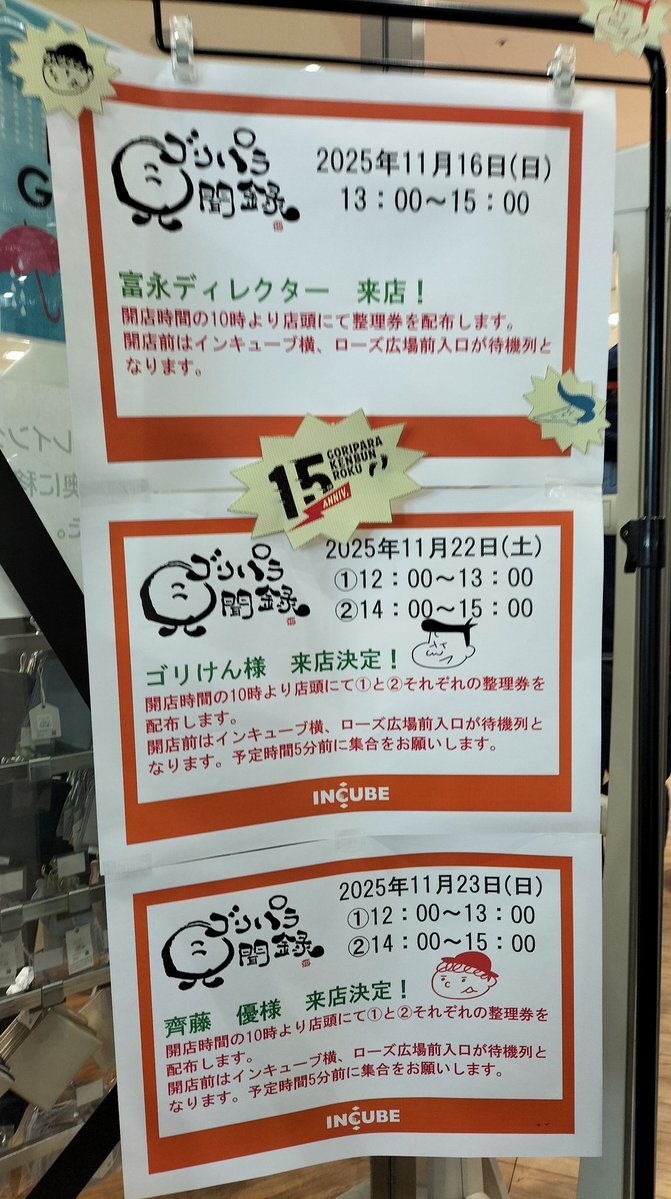 ゴリパラ
見聞録
2025年11月16日(日)
13：00～15：00
富永ディレクター　来店！
開店時間の10時より店頭にて整理券を配布します。
開店前はインキューブ横、ローズ広場前入口が待機列と
なります。
15 GORIPARA
KENBUN
ROKU
ANNIV.
ゴリパラ
見聞録
2025年11月22日(土)
①12：00～13：00
②14：00～15：00
ゴリけん様　来店決定！
開店時間の10時より店頭にて①と②それぞれの整理券を
配布します。
開店前はインキューブ横、ローズ広場前入口が待機列と
なります。予定時間5分前に集合をお願いします。
INCUBE
ゴリパラ
見聞録
2025年11月23日(日)
①12：00～13：00
②14：00～15：00
齊藤　優様　来店決定！
開店時間の10時より店頭にて①と②それぞれの整理券を
配布します。
開店前はインキューブ横、ローズ広場前入口が待機列と
なります。予定時間5分前に集合をお願いします。
INCUBE